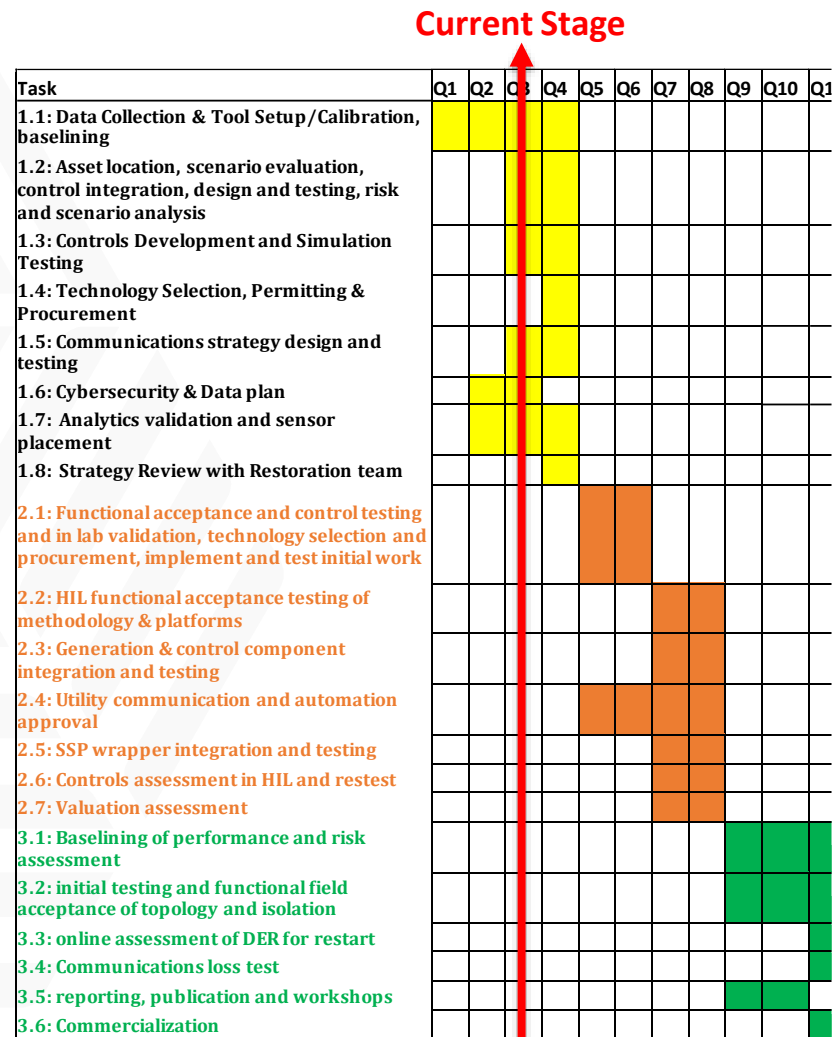 Current Stage
Task Q1 Q2 Q3 Q4 Q5 Q6 Q7 Q8 Q9 Q10 Q1
1.1: Data Collection & Tool Setup/Calibration,
baselining
1.2: Asset location, scenario evaluation,
control integration, design and testing, risk
and scenario analysis
1.3: Controls Development and Simulation
Testing
1.4: Technology Selection, Permitting &
Procurement
1.5: Communications strategy design and
testing
1.6: Cybersecurity & Data plan
1.7: Analytics validation and sensor
placement
1.8: Strategy Review with Restoration team
2.1: Functional acceptance and control testing
and in lab validation, technology selection and
procurement, implement and test initial work
2.2: HIL functional acceptance testing of
methodology & platforms
2.3: Generation & control component
integration and testing
2.4: Utility communication and automation
approval
2.5: SSP wrapper integration and testing
2.6: Controls assessment in HIL and restest
2.7: Valuation assessment
3.1: Baselining of performance and risk
assessment
3.2: initial testing and functional field
acceptance of topology and isolation
3.3: online assessment of DER for restart
3.4: Communications loss test
3.5: reporting, publication and workshops
3.6: Commercialization